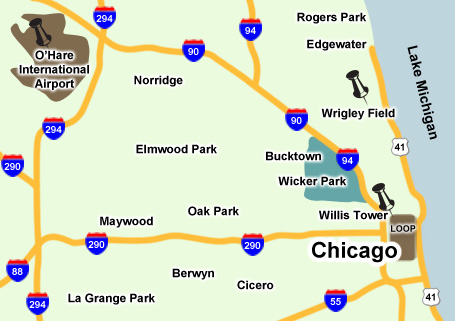 Rogers Park
294
94
Edgewater
O'Hare
International
Airport
90
Lake Michigan
Norridge
Wrigley Field
90
294
41
Elmwood Park
Bucktown
94
290
Wicker Park
Oak Park
Willis Tower
Maywood
LOOP
290
290
Chicago
88
Berwyn
Cicero
La Grange Park
294
55
41